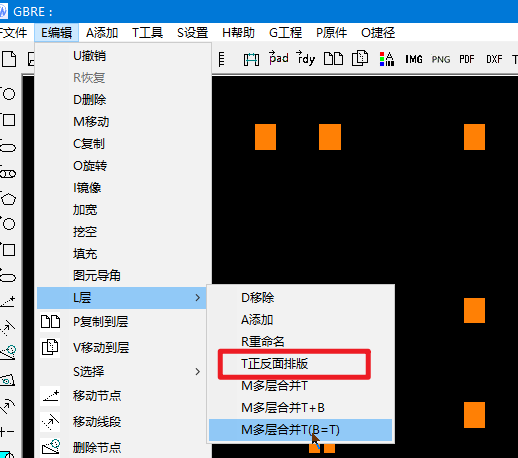 GBRE:
F文件 E编辑 A添加 T工具 S设置 H帮助 G工程 P库件 O捷径
pad rdy IMG PNG PDF DXF T
U撤销
R恢复
D删除
M移动
C复制
O旋转
I镜像
加宽
挖空
填充
图元导角
L层
P复制到层
V移动到层
S选择
移动节点
移动线段
删除节点
D移除
A添加
R重命名
T正反面排版
M多层合并T
M多层合并T+B
M多层合并T(B=T)